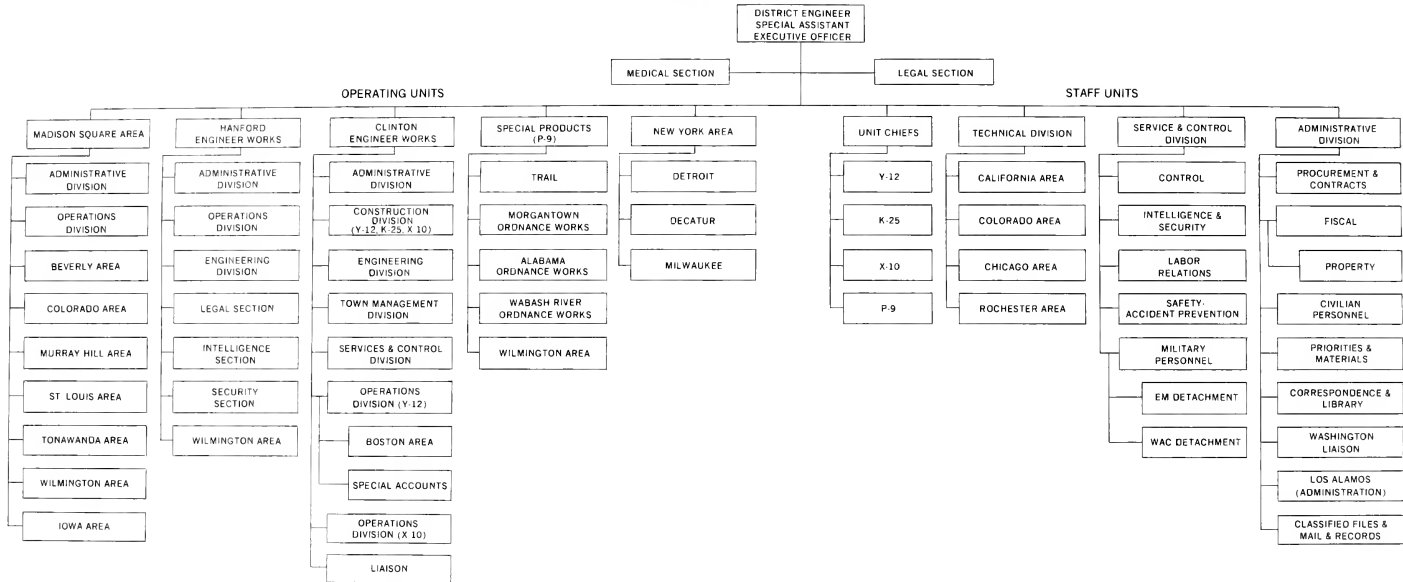 DISTRICT ENGINEER
SPECIAL ASSISTANT
EXECUTIVE OFFICER
MEDICAL SECTION
LEGAL SECTION
OPERATING UNITS
STAFF UNITS
MADISON SQUARE AREA
ADMINISTRATIVE
DIVISION
OPERATIONS
DIVISION
BEVERLY AREA
COLORADO AREA
MURRAY HILL AREA
ST LOUIS AREA
TONAWANDA AREA
WILMINGTON AREA
IOWA AREA
HANFORD
ENGINEER WORKS
ADMINISTRATIVE
DIVISION
OPERATIONS
DIVISION
ENGINEERING
DIVISION
LEGAL SECTION
INTELLIGENCE
SECTION
SECURITY
SECTION
WILMINGTON AREA
CLINTON
ENGINEER WORKS
ADMINISTRATIVE
DIVISION
CONSTRUCTION
DIVISION
(Y-12, K-25, X 10)
ENGINEERING
DIVISION
TOWN MANAGEMENT
DIVISION
SERVICES & CONTROL
DIVISION
OPERATIONS
DIVISION (Y-12)
BOSTON AREA
SPECIAL ACCOUNTS
OPERATIONS
DIVISION (X 10)
LIAISON
SPECIAL PRODUCTS
(P-9)
TRAIL
MORGANTOWN
ORDNANCE WORKS
ALABAMA
ORDNANCE WORKS
WABASH RIVER
ORDNANCE WORKS
WILMINGTON AREA
NEW YORK AREA
DETROIT
DECATUR
MILWAUKEE
UNIT CHIEFS
Y-12
K-25
X-10
P-9
TECHNICAL DIVISION
CALIFORNIA AREA
COLORADO AREA
CHICAGO AREA
ROCHESTER AREA
SERVICE & CONTROL
DIVISION
CONTROL
INTELLIGENCE &
SECURITY
LABOR
RELATIONS
SAFETY-
ACCIDENT PREVENTION
MILITARY
PERSONNEL
EM DETACHMENT
WAC DETACHMENT
ADMINISTRATIVE
DIVISION
PROCUREMENT &
CONTRACTS
FISCAL
PROPERTY
CIVILIAN
PERSONNEL
PRIORITIES &
MATERIALS
CORRESPONDENCE &
LIBRARY
WASHINGTON
LIAISON
LOS ALAMOS
(ADMINISTRATION)
CLASSIFIED FILES &
MAIL & RECORDS